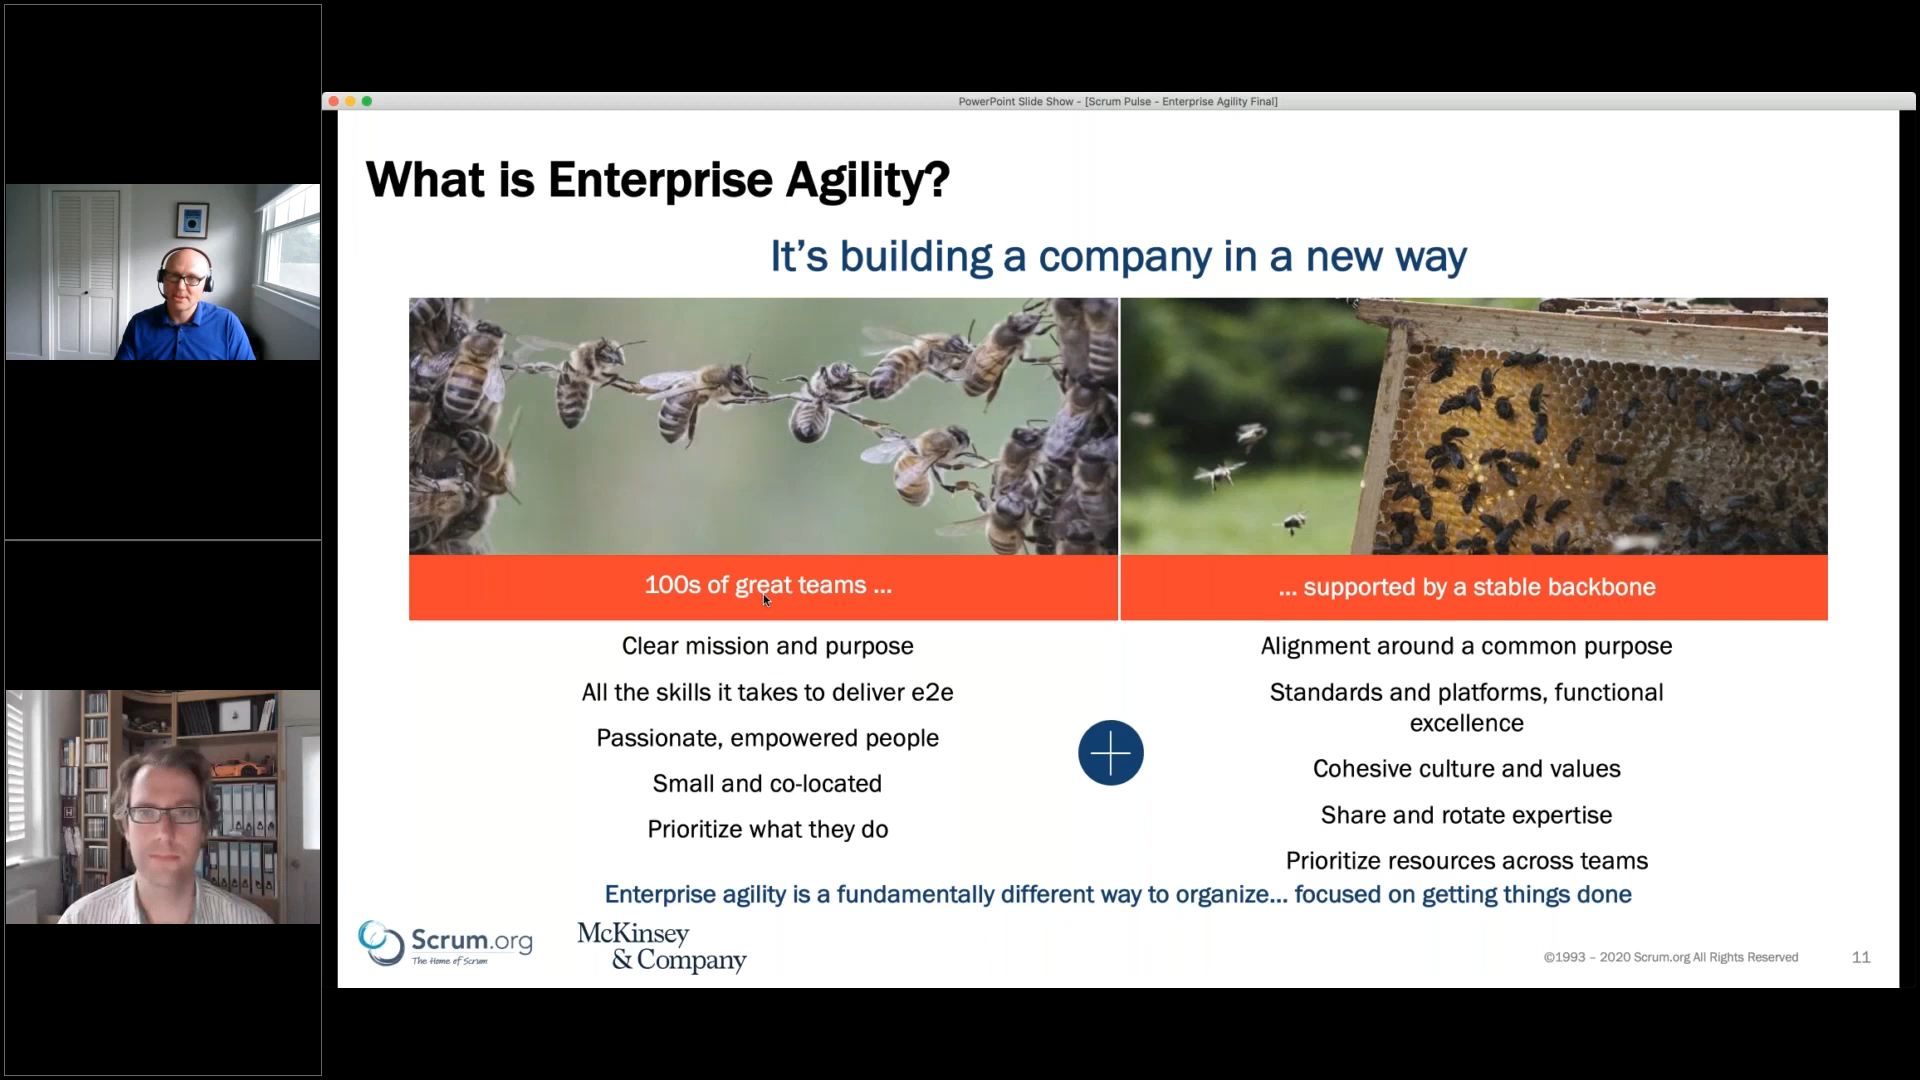 PowerPoint Slide Show - [Scrum Pulse - Enterprise Agility Final]
What is Enterprise Agility?
It's building a company in a new way
100s of great teams ...
... supported by a stable backbone
Clear mission and purpose
All the skills it takes to deliver e2e
Passionate, empowered people
Small and co-located
Prioritize what they do
Alignment around a common purpose
Standards and platforms, functional
excellence
Cohesive culture and values
Share and rotate expertise
Prioritize resources across teams
Enterprise agility is a fundamentally different way to organize... focused on getting things done
Scrum.org
The Home of Scrum
McKinsey
& Company
©1993 – 2020 Scrum.org All Rights Reserved
11